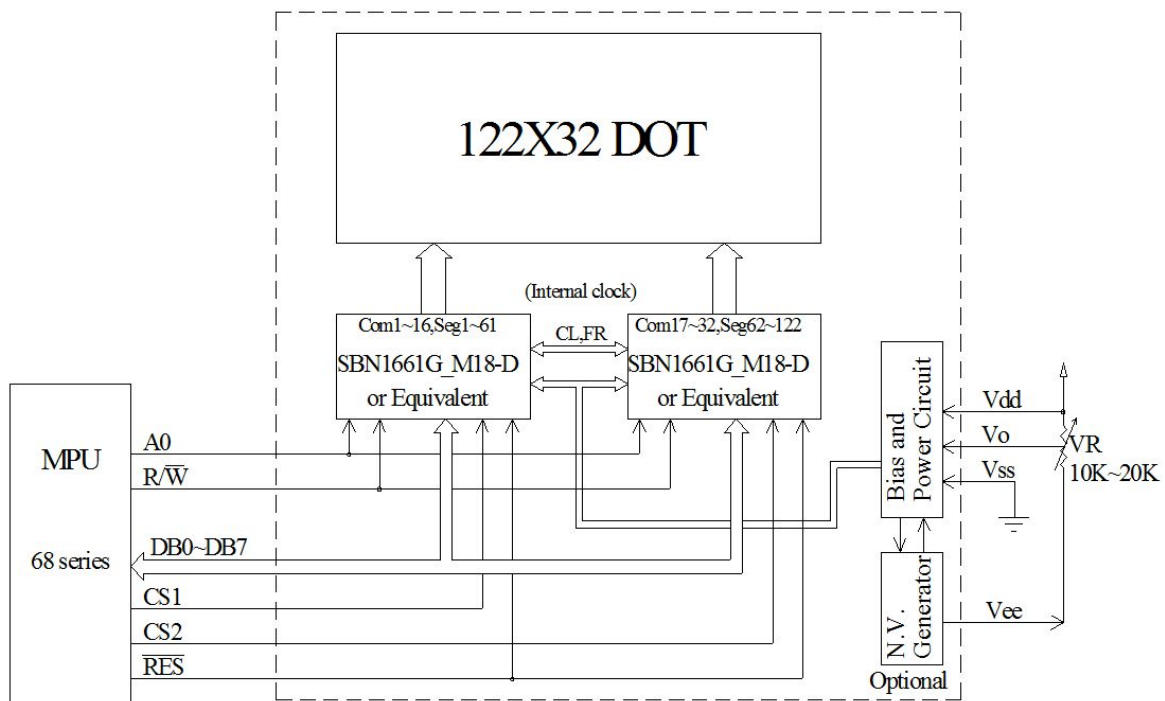 122X32 DOT
(Internal clock)
Com1~16,Seg1~61
SBN1661G_M18-D
or Equivalent
CL,FR
Com17~32,Seg62~122
SBN1661G_M18-D
or Equivalent
MPU
68 series
A0
R/W̅
DB0~DB7
CS1
CS2
R̅E̅S̅
Bias and
Power Circuit
Vdd
Vo
Vss
VR
10K~20K
N.V.
Generator
Vee
Optional